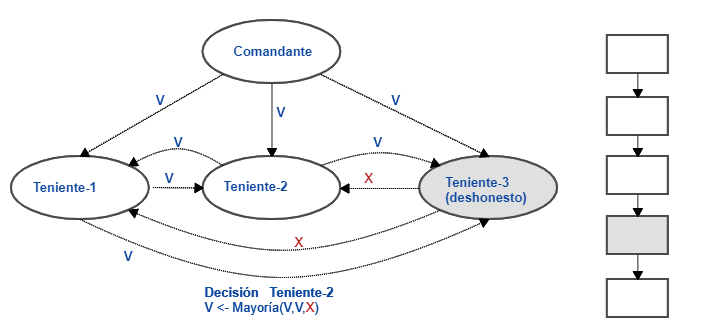 Comandante
V
V
V
V
V
Teniente-1
V
Teniente-2
X
Teniente-3
(deshonesto)
X
V
Decisión Teniente-2
V <- Mayoría(V,V,X)